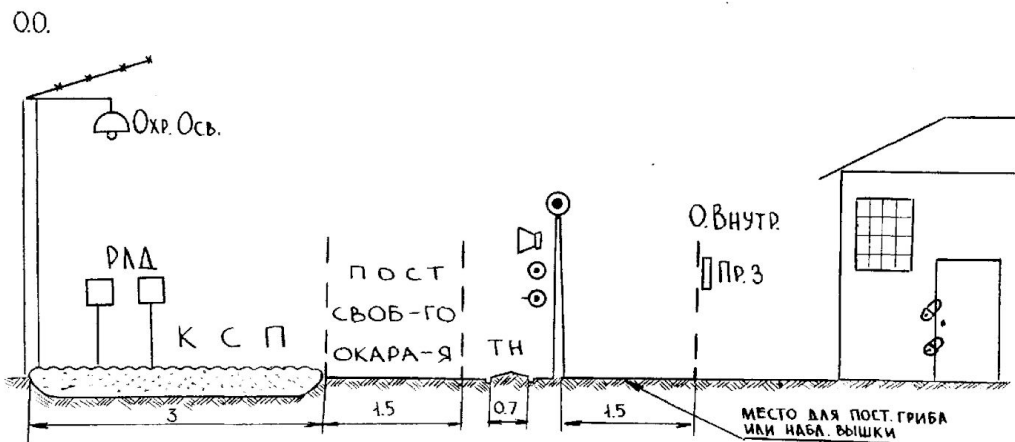 О.О.
Охр. Осв.
РЛД
К С П
ПОСТ
СВОБ-ГО
ОКАРА-Я
ТН
О. Внутр.
Пр. 3
3
1.5
0.7
1.5
МЕСТО ДЛЯ ПОСТ. ГРИБА
ИЛИ НАБЛ. ВЫШКИ